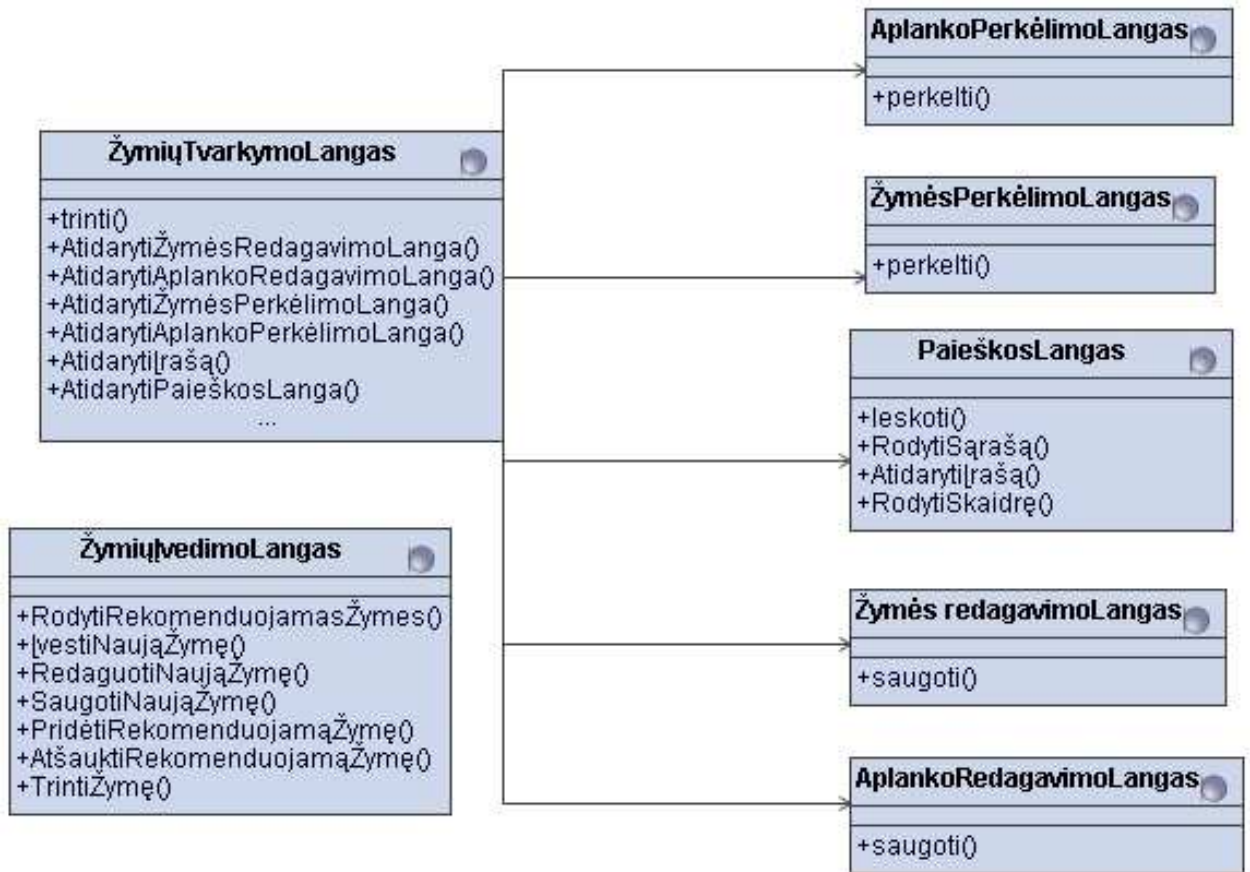 ŽymiųTvarkymoLangas
+trinti()
+AtidarytiŽymėsRedagavimoLanga()
+AtidarytiAplankoRedagavimoLanga()
+AtidarytiŽymėsPerkėlimoLanga()
+AtidarytiAplankoPerkėlimoLanga()
+AtidarytiĮrašą()
+AtidarytiPaieškosLanga()
...
ŽymiųĮvedimoLangas
+RodytiRekomenduojamasŽymes()
+ĮvestiNaująŽymę()
+RedaguotiNaująŽymę()
+SaugotiNaująŽymę()
+PridėtiRekomenduojamąŽymę()
+AtšauktiRekomenduojamąŽymę()
+TrintiŽymę()
AplankoPerkėlimoLangas
+perkelti()
ŽymėsPerkėlimoLangas
+perkelti()
PaieškosLangas
+Ieskoti()
+RodytiSąrašą()
+AtidarytiĮrašą()
+RodytiSkaidrę()
Žymės redagavimoLangas
+saugoti()
AplankoRedagavimoLangas
+saugoti()